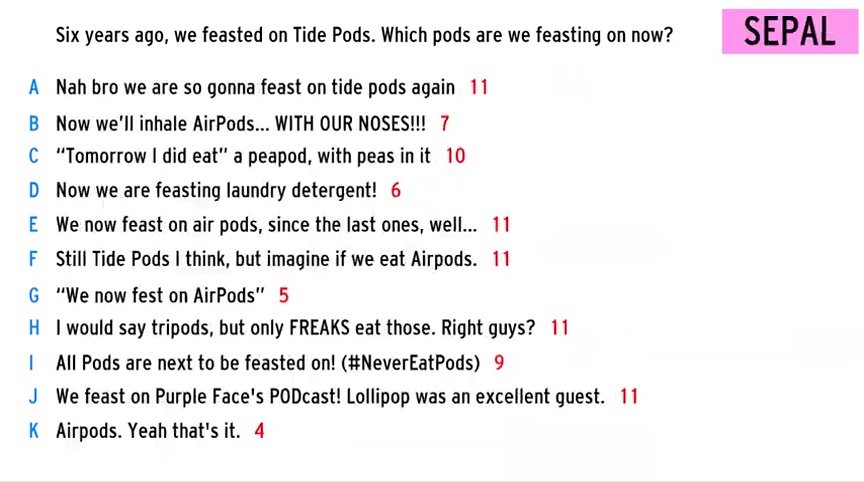 Six years ago, we feasted on Tide Pods. Which pods are we feasting on now?
SEPAL
A Nah bro we are so gonna feast on tide pods again 11
B Now we'll inhale AirPods... WITH OUR NOSES!!! 7
C “Tomorrow I did eat” a peapod, with peas in it 10
D Now we are feasting laundry detergent! 6
E We now feast on air pods, since the last ones, well... 11
F Still Tide Pods I think, but imagine if we eat Airpods. 11
G “We now fest on AirPods” 5
H I would say tripods, but only FREAKS eat those. Right guys? 11
I All Pods are next to be feasted on! (#NeverEatPods) 9
J We feast on Purple Face's PODcast! Lollipop was an excellent guest. 11
K Airpods. Yeah that's it. 4